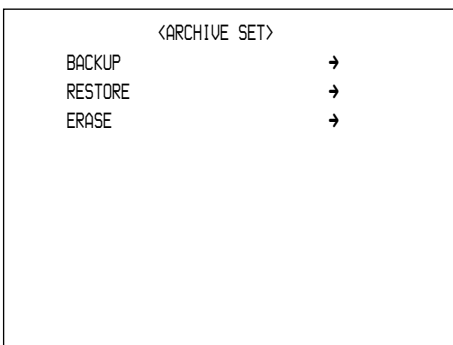 <ARCHIVE SET>
BACKUP →
RESTORE →
ERASE →